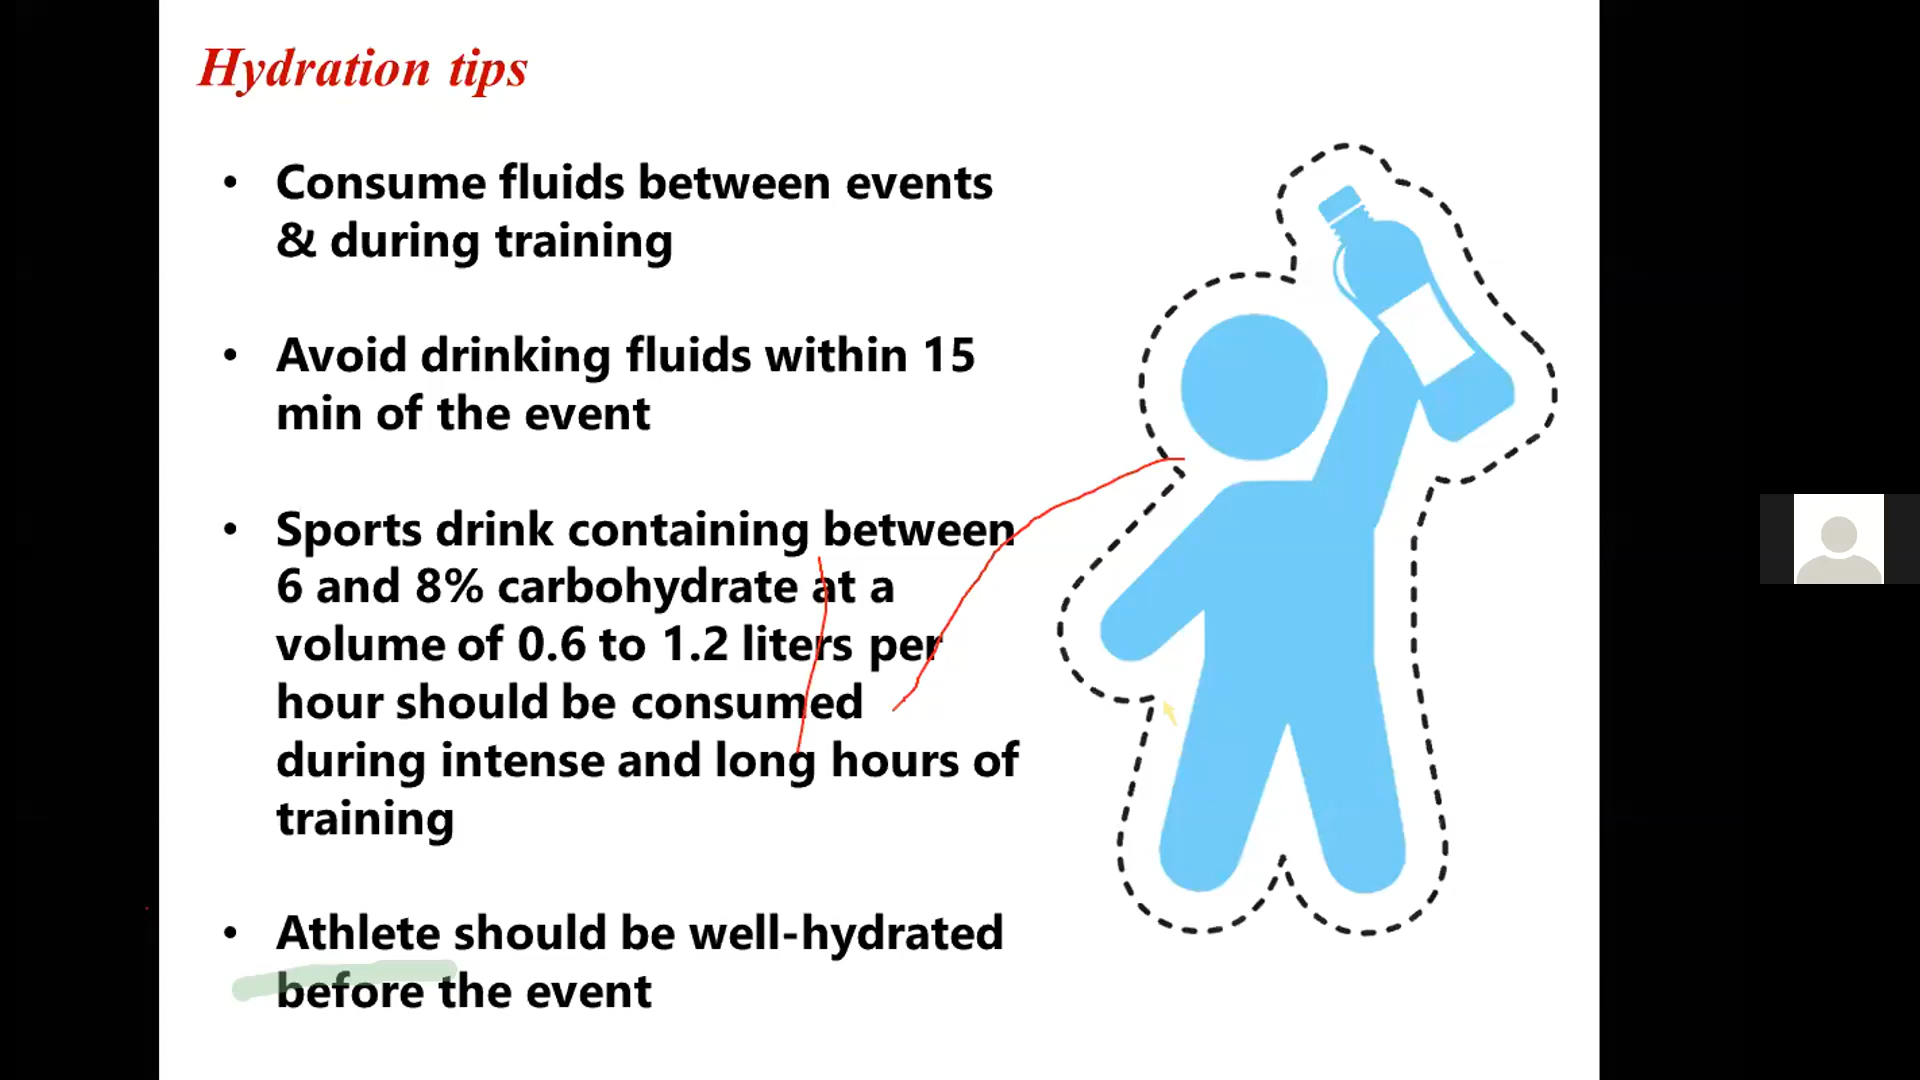 Hydration tips
• Consume fluids between events
& during training
• Avoid drinking fluids within 15
min of the event
• Sports drink containing between
6 and 8% carbohydrate at a
volume of 0.6 to 1.2 liters per
hour should be consumed
during intense and long hours of
training
• Athlete should be well-hydrated
before the event